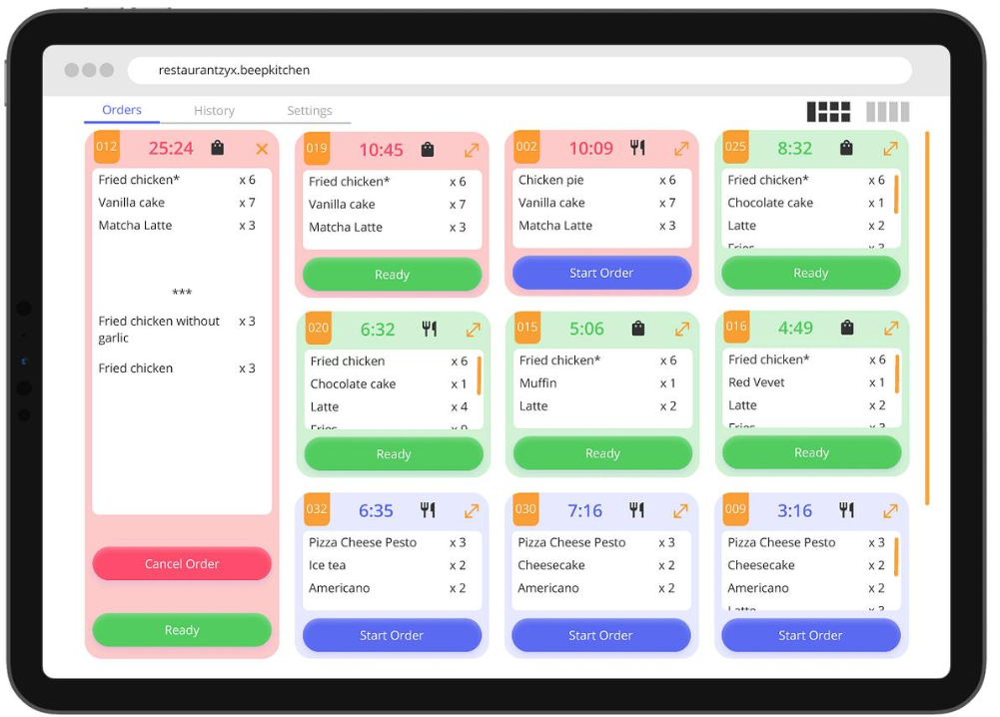 restaurantzyx.beepkitchen
Orders History Settings
012 25:24
Fried chicken* x 6
Vanilla cake x 7
Matcha Latte x 3
***
Fried chicken without x 3
garlic
Fried chicken x 3
Cancel Order
Ready
019 10:45
Fried chicken* x 6
Vanilla cake x 7
Matcha Latte x 3
Ready
002 10:09
Chicken pie x 6
Vanilla cake x 7
Matcha Latte x 3
Start Order
025 8:32
Fried chicken* x 6
Chocolate cake x 1
Latte x 2
Fries x 3
Ready
020 6:32
Fried chicken x 6
Chocolate cake x 1
Latte x 4
Fries x 9
Ready
015 5:06
Fried chicken* x 6
Muffin x 1
Latte x 2
Ready
016 4:49
Fried chicken* x 6
Red Vevet x 1
Latte x 2
Fries x 3
Ready
032 6:35
Pizza Cheese Pesto x 3
Ice tea x 2
Americano x 2
Start Order
030 7:16
Pizza Cheese Pesto x 3
Cheesecake x 2
Americano x 2
Start Order
009 3:16
Pizza Cheese Pesto x 3
Cheesecake x 2
Americano x 2
Latte x 3
Start Order